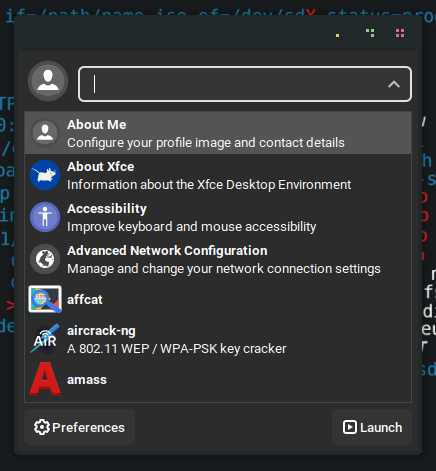 if=/path/name.iso of=/dev/sdX status=pro
About Me
Configure your profile image and contact details
About Xfce
Information about the Xfce Desktop Environment
Accessibility
Improve keyboard and mouse accessibility
Advanced Network Configuration
Manage and change your network connection settings
affcat
aircrack-ng
A 802.11 WEP / WPA-PSK key cracker
amass
Preferences
Launch